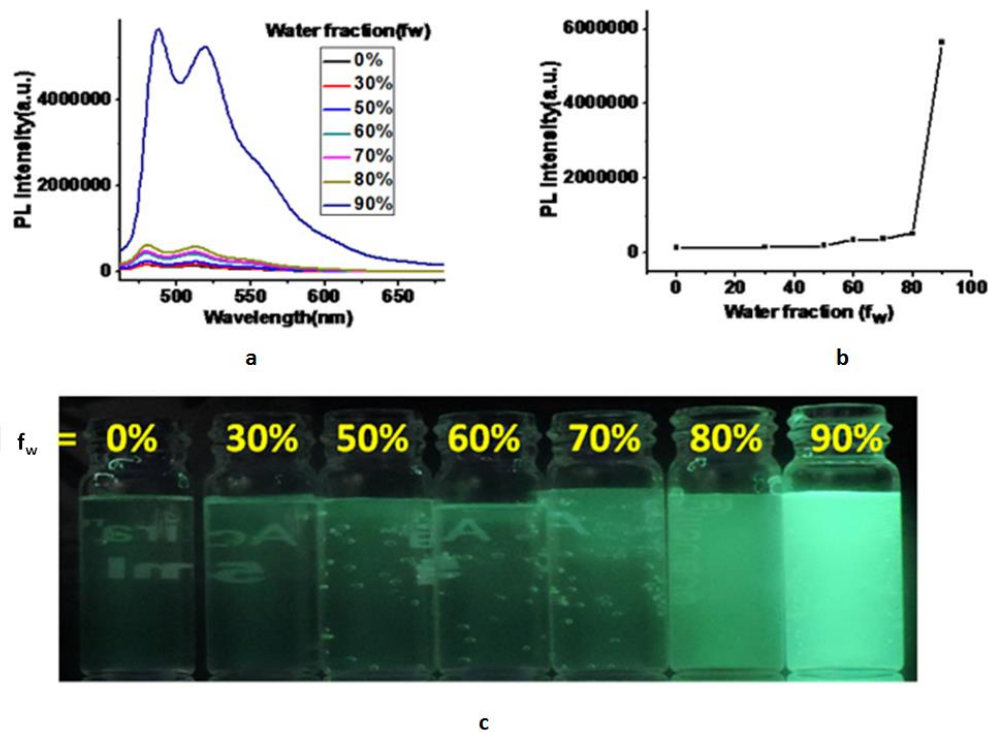 Water fraction(fw)
0%
30%
50%
60%
70%
80%
90%
PL Intensity(a.u.)
4000000
2000000
0
500 550 600 650
Wavelength(nm)
a
PL Intensity(a.u.)
6000000
4000000
2000000
0
0 20 40 60 80 100
Water fraction (fw)
b
fw = 0% 30% 50% 60% 70% 80% 90%
c